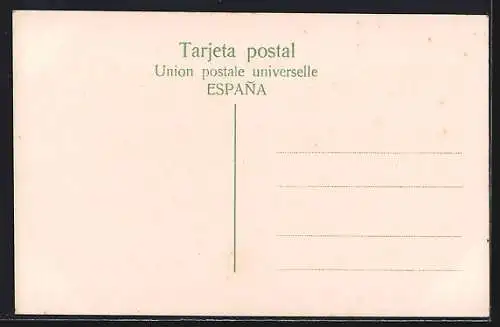 Tarjeta postal
Union postale universelle
ESPAÑA